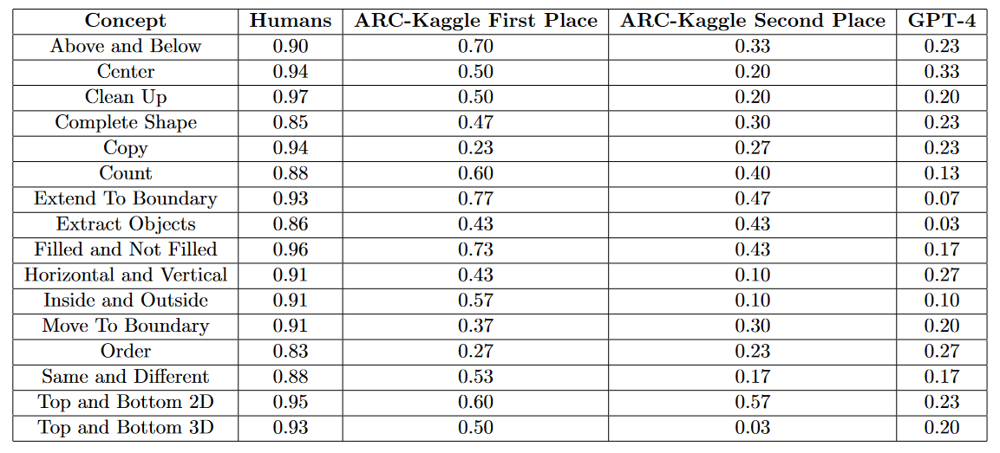 Concept Humans ARC-Kaggle First Place ARC-Kaggle Second Place GPT-4
Above and Below 0.90 0.70 0.33 0.23
Center 0.94 0.50 0.20 0.33
Clean Up 0.97 0.50 0.20 0.20
Complete Shape 0.85 0.47 0.30 0.23
Copy 0.94 0.23 0.27 0.23
Count 0.88 0.60 0.40 0.13
Extend To Boundary 0.93 0.77 0.47 0.07
Extract Objects 0.86 0.43 0.43 0.03
Filled and Not Filled 0.96 0.73 0.43 0.17
Horizontal and Vertical 0.91 0.43 0.10 0.27
Inside and Outside 0.91 0.57 0.10 0.10
Move To Boundary 0.91 0.37 0.30 0.20
Order 0.83 0.27 0.23 0.27
Same and Different 0.88 0.53 0.17 0.17
Top and Bottom 2D 0.95 0.60 0.57 0.23
Top and Bottom 3D 0.93 0.50 0.03 0.20